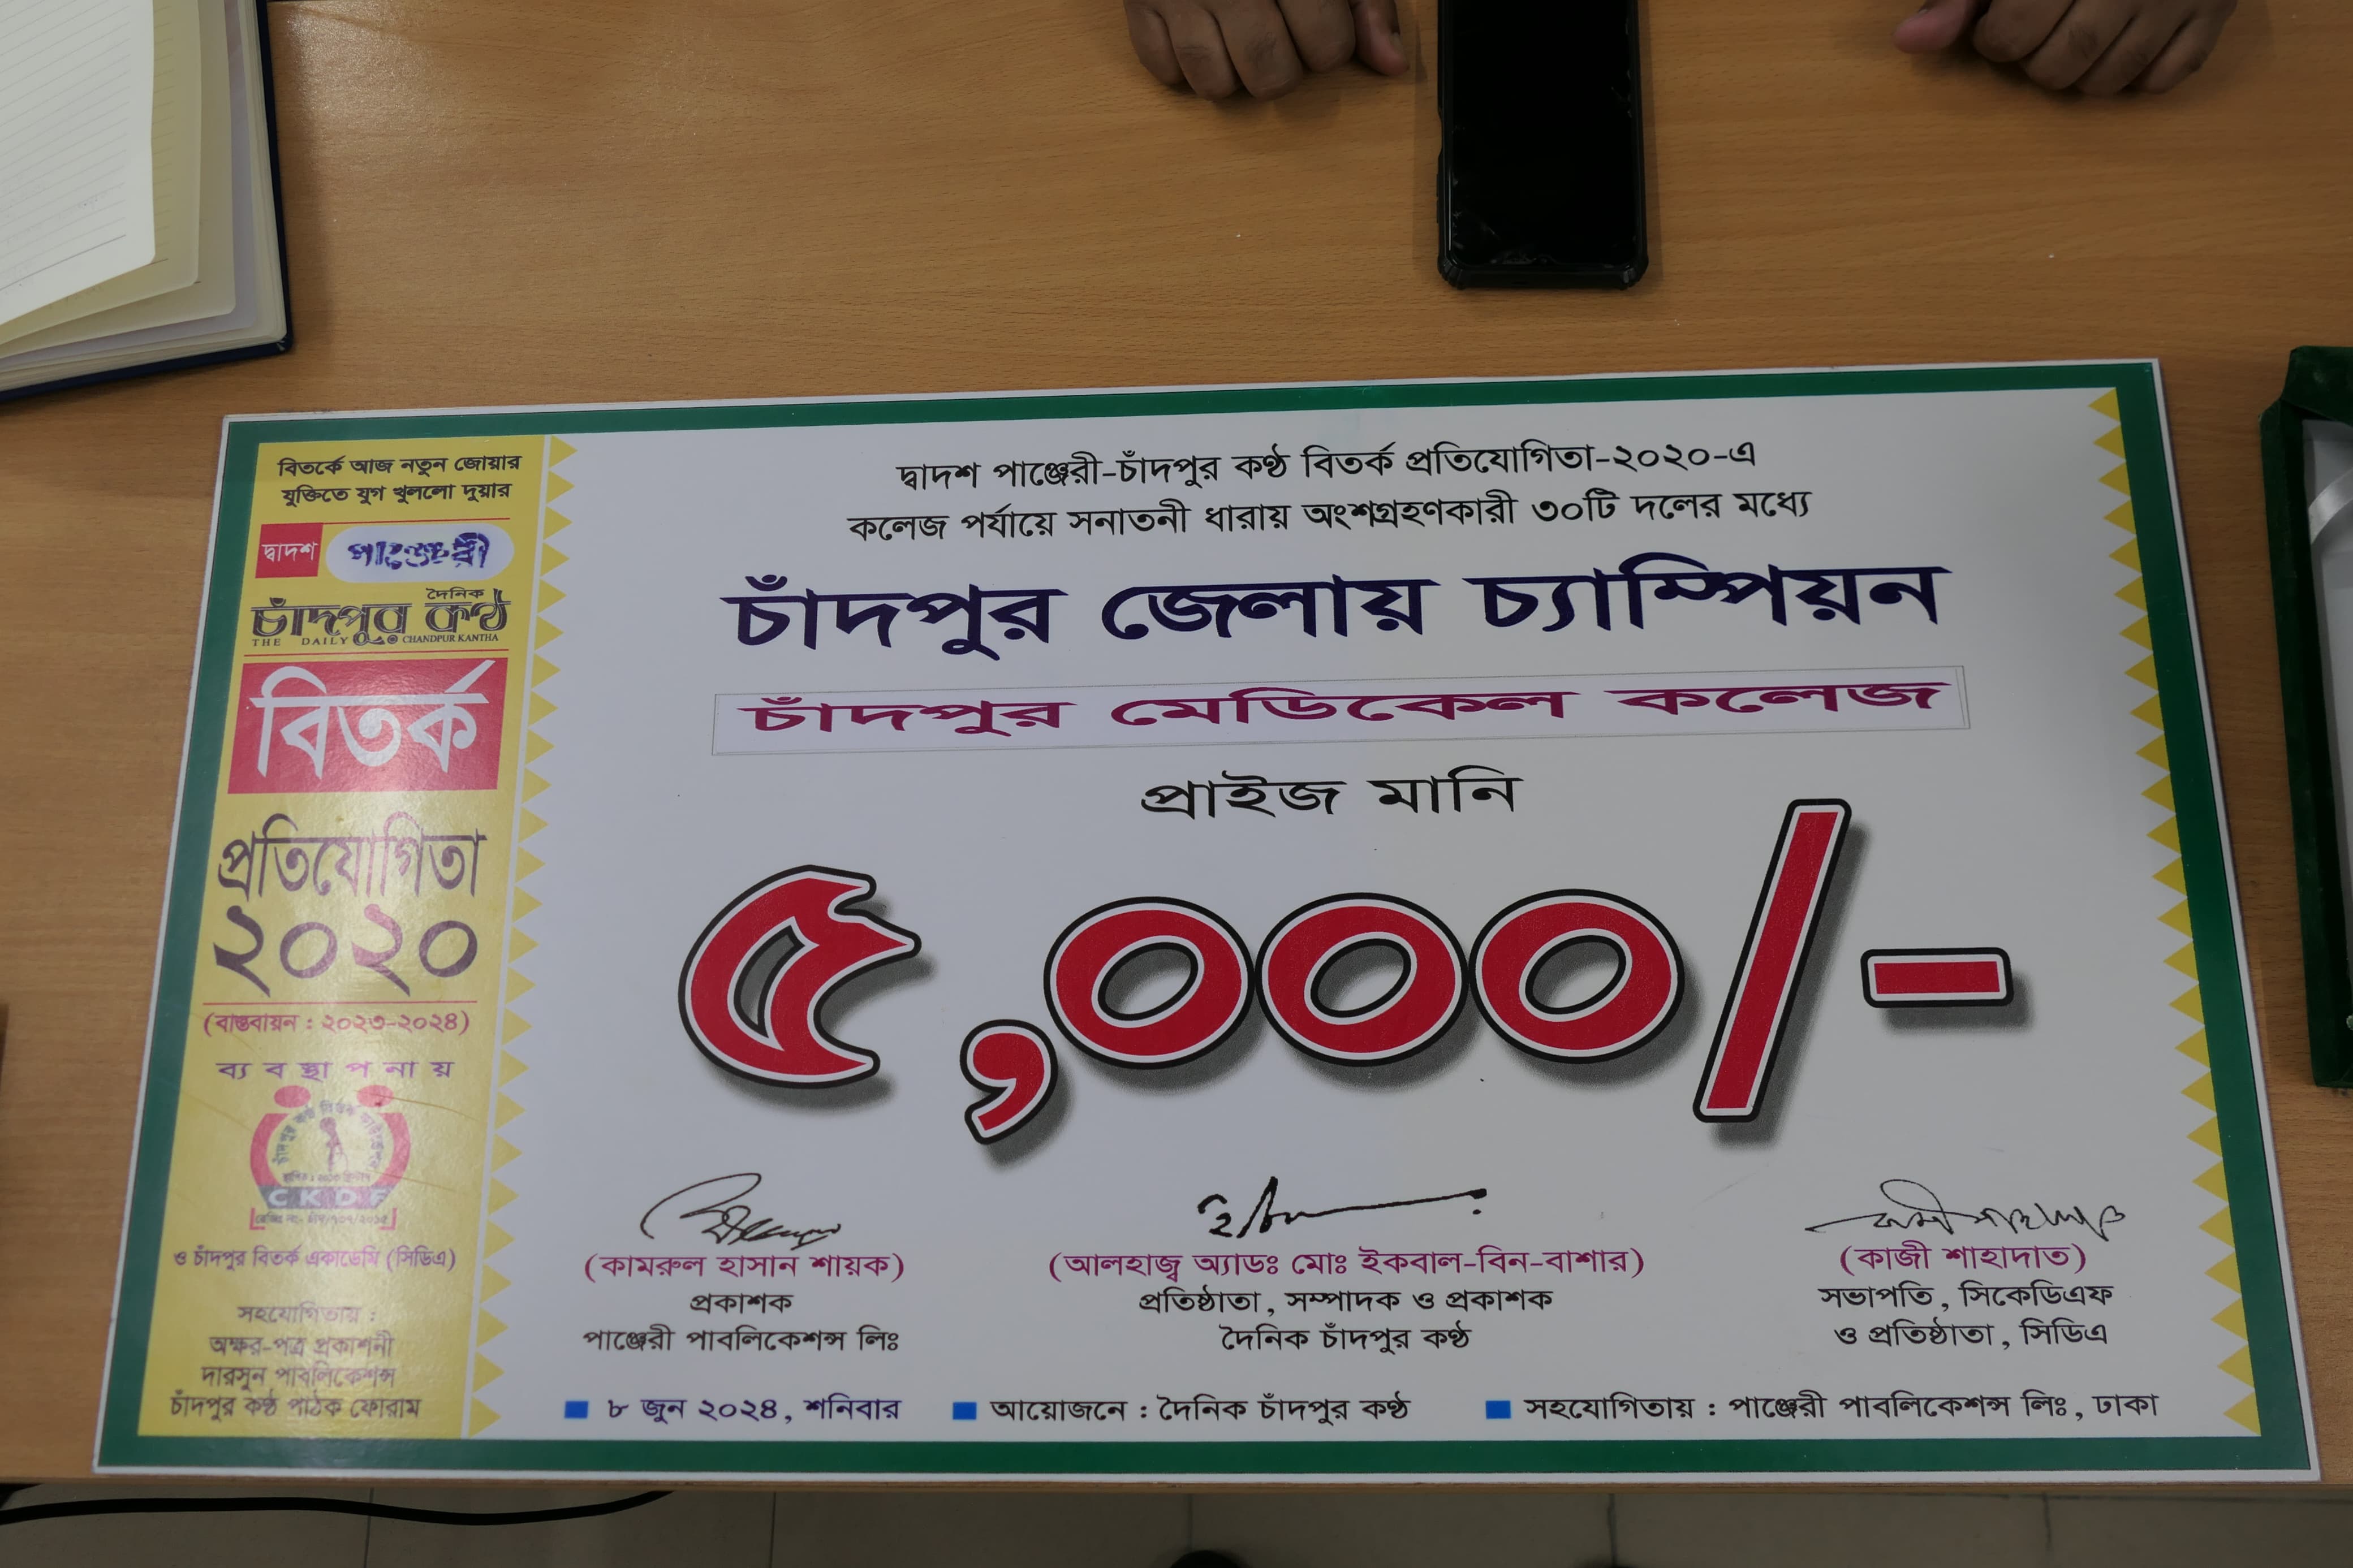 বিতর্কে আজ নতুন জোয়ার
যুক্তিতে যুগ খুললো দুয়ার
দ্বাদশ পাঞ্জেরী
দৈনিক
চাঁদপুর কণ্ঠ
THE DAILY CHANDPUR KANTHA
বিতর্ক
প্রতিযোগিতা
২০২০
(বাস্তবায়ন : ২০২৩-২০২৪)
ব্যবস্থাপনায়
CKDF
ও চাঁদপুর বিতর্ক একাডেমি (সিডিএ)
সহযোগিতায় :
অক্ষর-পত্র প্রকাশনী
দারসুন পাবলিকেশন্স
চাঁদপুর কণ্ঠ পাঠক ফোরাম
দ্বাদশ পাঞ্জেরী-চাঁদপুর কণ্ঠ বিতর্ক প্রতিযোগিতা-২০২০-এ
কলেজ পর্যায়ে সনাতনী ধারায় অংশগ্রহণকারী ৩০টি দলের মধ্যে
চাঁদপুর জেলায় চ্যাম্পিয়ন
চাঁদপুর মেডিকেল কলেজ
প্রাইজ মানি
৫,০০০/-
(কামরুল হাসান শায়ক)
প্রকাশক
পাঞ্জেরী পাবলিকেশন্স লিঃ
(আলহাজ্ব অ্যাডঃ মোঃ ইকবাল-বিন-বাশার)
প্রতিষ্ঠাতা, সম্পাদক ও প্রকাশক
দৈনিক চাঁদপুর কণ্ঠ
(কাজী শাহাদাত)
সভাপতি, সিকেডিএফ
ও প্রতিষ্ঠাতা, সিডিএ
৮ জুন ২০২৪, শনিবার
আয়োজনে : দৈনিক চাঁদপুর কণ্ঠ
সহযোগিতায় : পাঞ্জেরী পাবলিকেশন্স লিঃ, ঢাকা